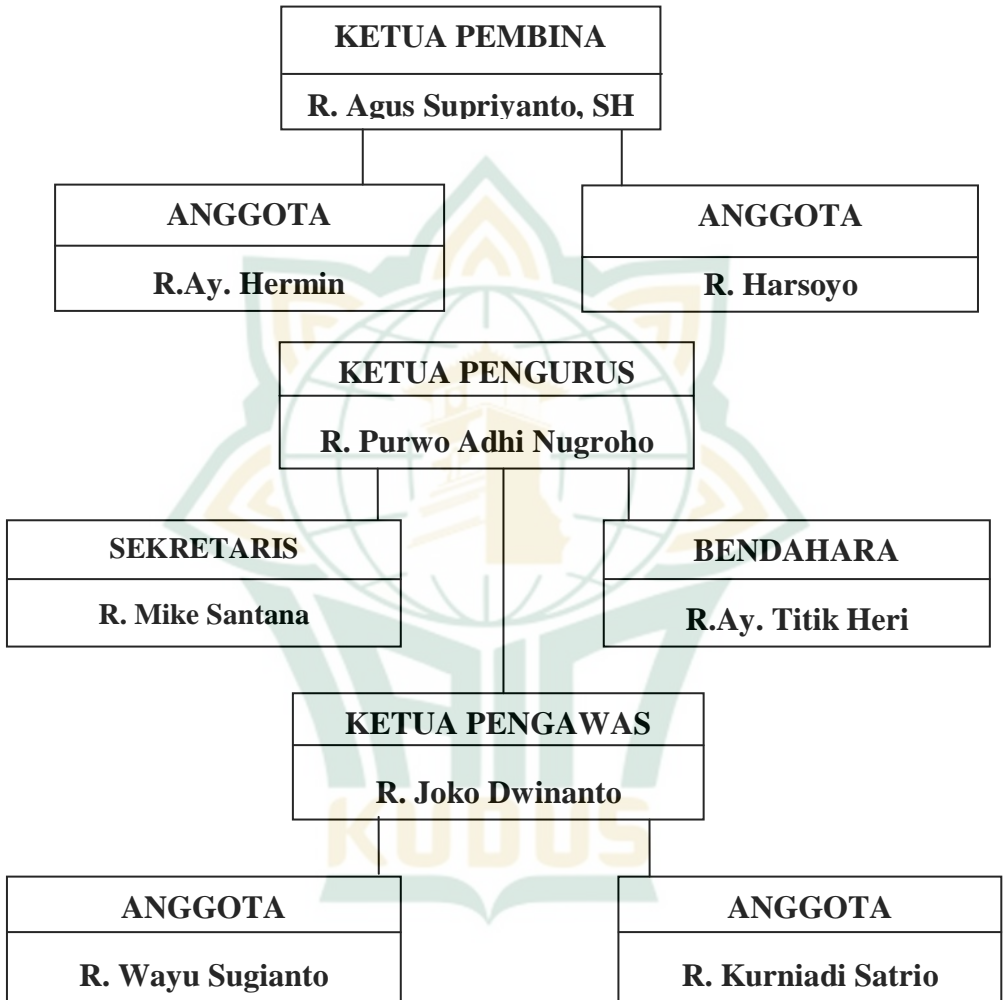 KETUA PEMBINA
R. Agus Supriyanto, SH
ANGGOTA
R.Ay. Hermin
ANGGOTA
R. Harsoyo
KETUA PENGURUS
R. Purwo Adhi Nugroho
SEKRETARIS
R. Mike Santana
BENDAHARA
R.Ay. Titik Heri
KETUA PENGAWAS
R. Joko Dwinanto
KUDUS
ANGGOTA
R. Wayu Sugianto
ANGGOTA
R. Kurniadi Satrio